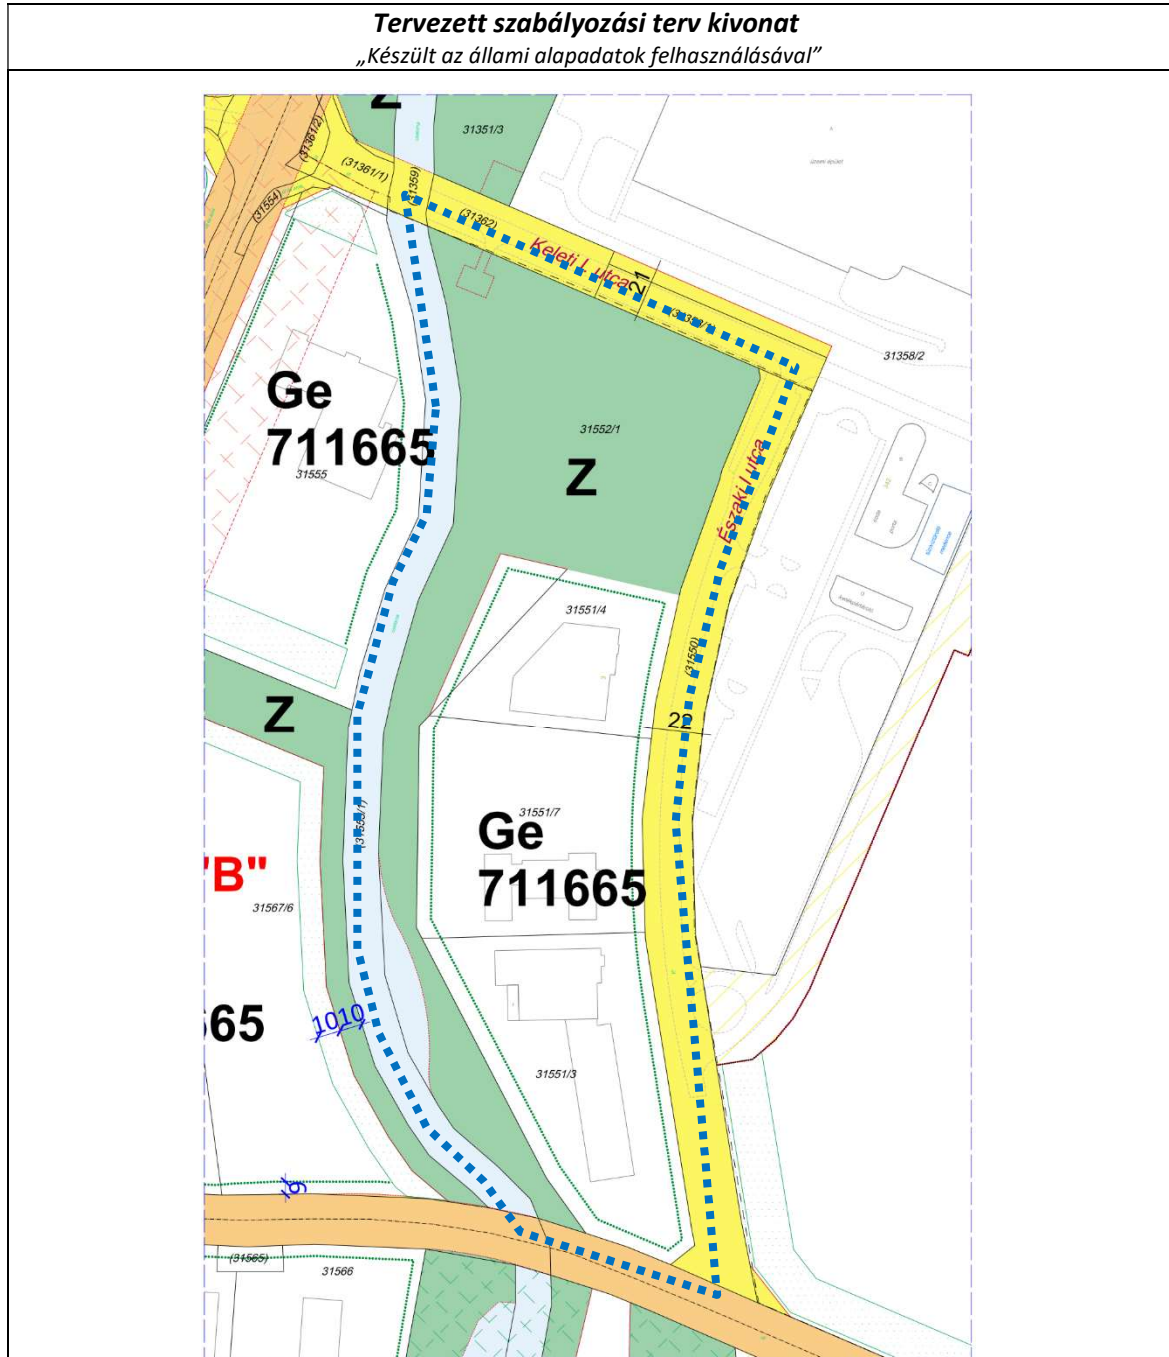 Tervezett szabályozási terv kivonat
„Készült az állami alapadatok felhasználásával”
Z
31351/3
(31361/2)
(31361/1)
(31359)
(31554)
(31362)
Keleti I. utca
21
31358/2
Ge
711665
31555
31552/1
Z
Északi I. utca
31551/4
(31550)
22
Z
31551/7
Ge
711665
"B"
31567/6
65
1010
31551/3
9
(31565)
31566